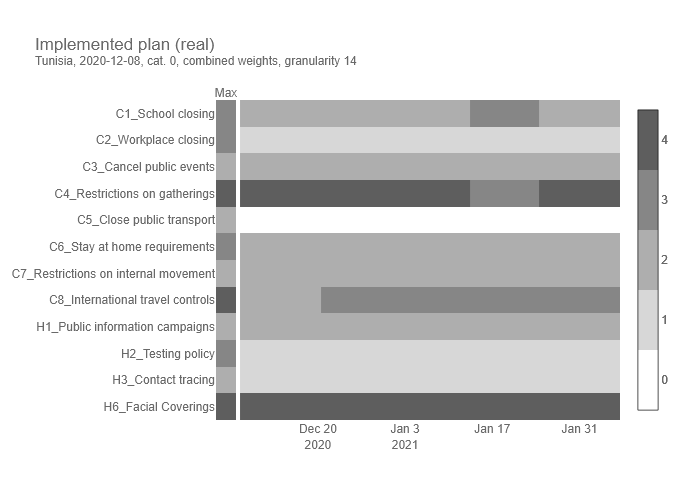 Implemented plan (real)
Tunisia, 2020-12-08, cat. 0, combined weights, granularity 14
Max
C1_School closing
C2_Workplace closing
C3_Cancel public events
C4_Restrictions on gatherings
C5_Close public transport
C6_Stay at home requirements
C7_Restrictions on internal movement
C8_International travel controls
H1_Public information campaigns
H2_Testing policy
H3_Contact tracing
H6_Facial Coverings
4
3
2
1
0
Dec 20 Jan 3 Jan 17 Jan 31
2020 2021